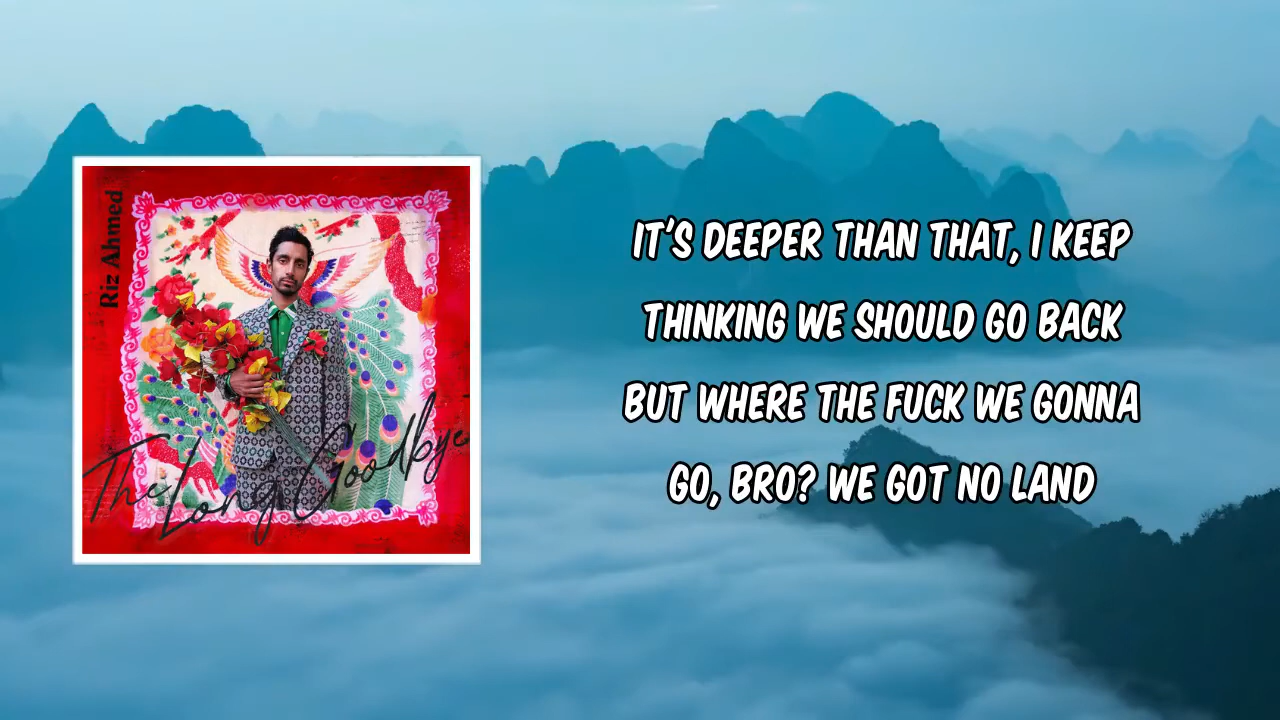 Riz Ahmed
The Long Goodbye
IT'S DEEPER THAN THAT, I KEEP
THINKING WE SHOULD GO BACK
BUT WHERE THE FUCK WE GONNA
GO, BRO? WE GOT NO LAND